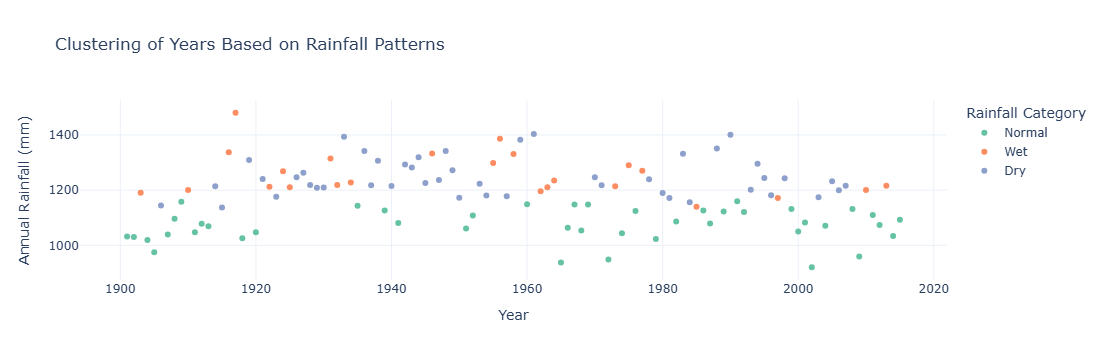 Clustering of Years Based on Rainfall Patterns
Annual Rainfall (mm)
1400
1200
1000
1900 1920 1940 1960 1980 2000 2020
Year
Rainfall Category
Normal
Wet
Dry